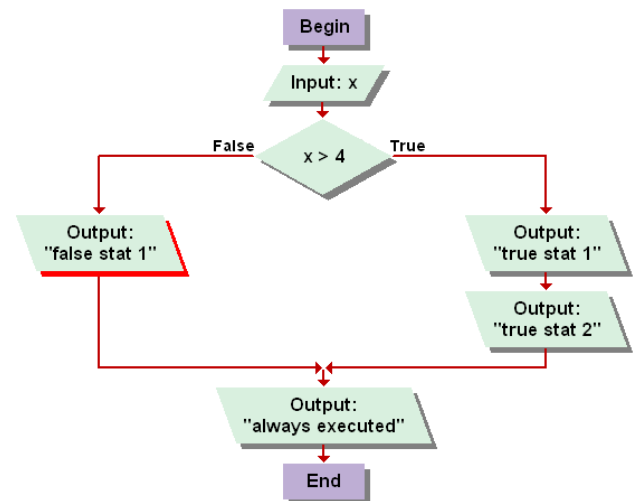 Begin
Input: x
False
x > 4
True
Output:
"false stat 1"
Output:
"true stat 1"
Output:
"true stat 2"
Output:
"always executed"
End